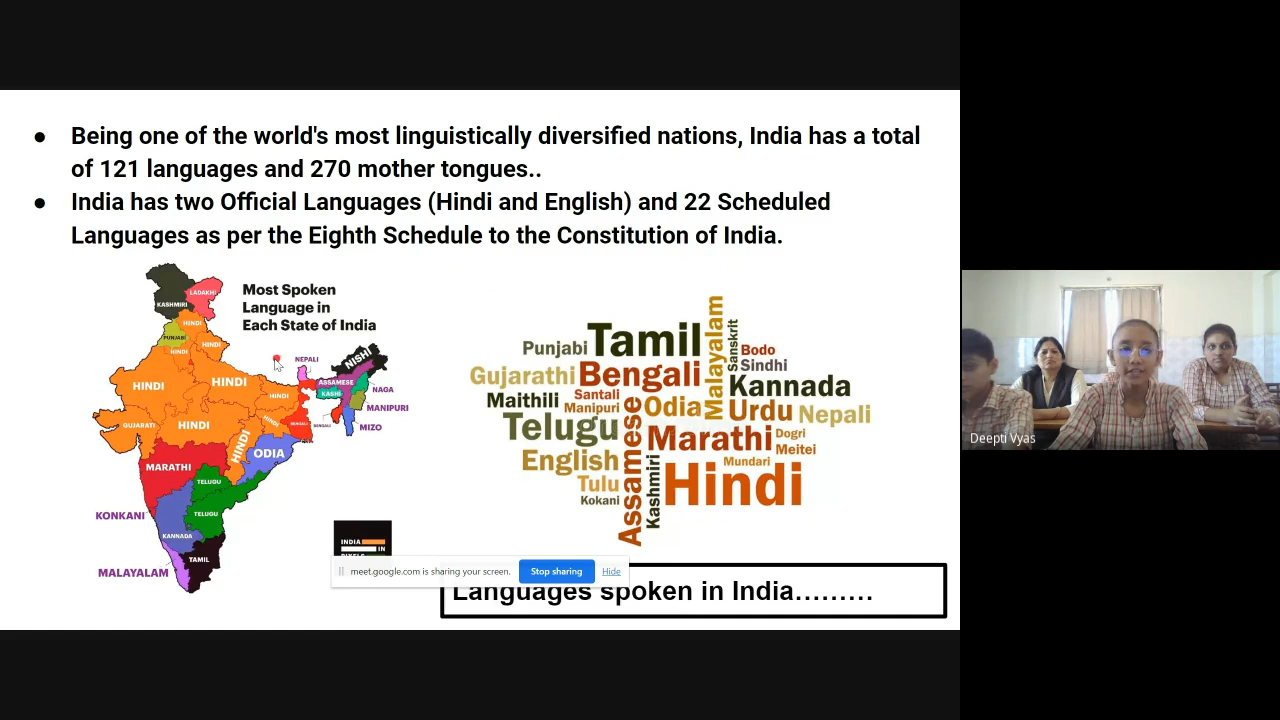 ● Being one of the world's most linguistically diversified nations, India has a total
of 121 languages and 270 mother tongues..
● India has two Official Languages (Hindi and English) and 22 Scheduled
Languages as per the Eighth Schedule to the Constitution of India.
Most Spoken
Language in
Each State of India
KASHMIRI
LADAKHI
HINDI
PUNJABI
HINDI
HINDI
HINDI
HINDI
HINDI
NEPALI
NISHI
ASSAMESE
KASHI
NAGA
MANIPURI
MIZO
BENGALI
BENGALI
GUJARATI
HINDI
HINDI
HINDI
ODIA
MARATHI
TELUGU
TELUGU
KONKANI
KANNADA
TAMIL
MALAYALAM
INDIA
IN
Punjabi
Tamil
Malayalam
Sanskrit
Bodo
Sindhi
Gujarathi
Bengali
Kannada
Maithili
Santali
Manipuri
Odia
Urdu
Nepali
Telugu
Assamese
Marathi
Dogri
Meitei
English
Mundari
Tulu
Kokani
Kashmiri
Hindi
meet.google.com is sharing your screen.
Stop sharing
Hide
Languages spoken in India.........
Deepti Vyas